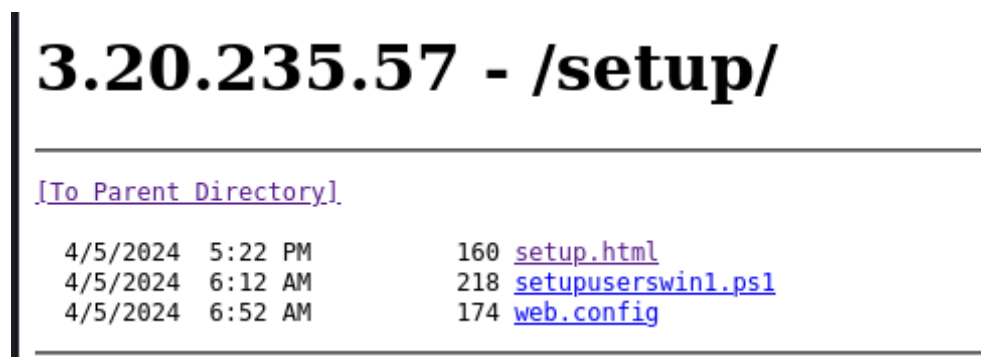 3.20.235.57 - /setup/
[To Parent Directory]
4/5/2024 5:22 PM 160 setup.html
4/5/2024 6:12 AM 218 setupuserswin1.ps1
4/5/2024 6:52 AM 174 web.config